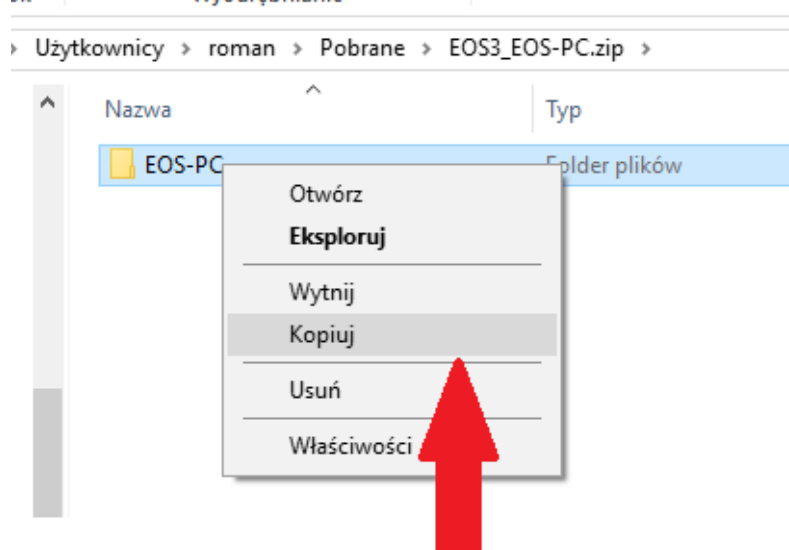 Użytkownicy > roman > Pobrane > EOS3_EOS-PC.zip >
Nazwa Typ
EOS-PC Folder plików
Otwórz
Eksploruj
Wytnij
Kopiuj
Usuń
Właściwości